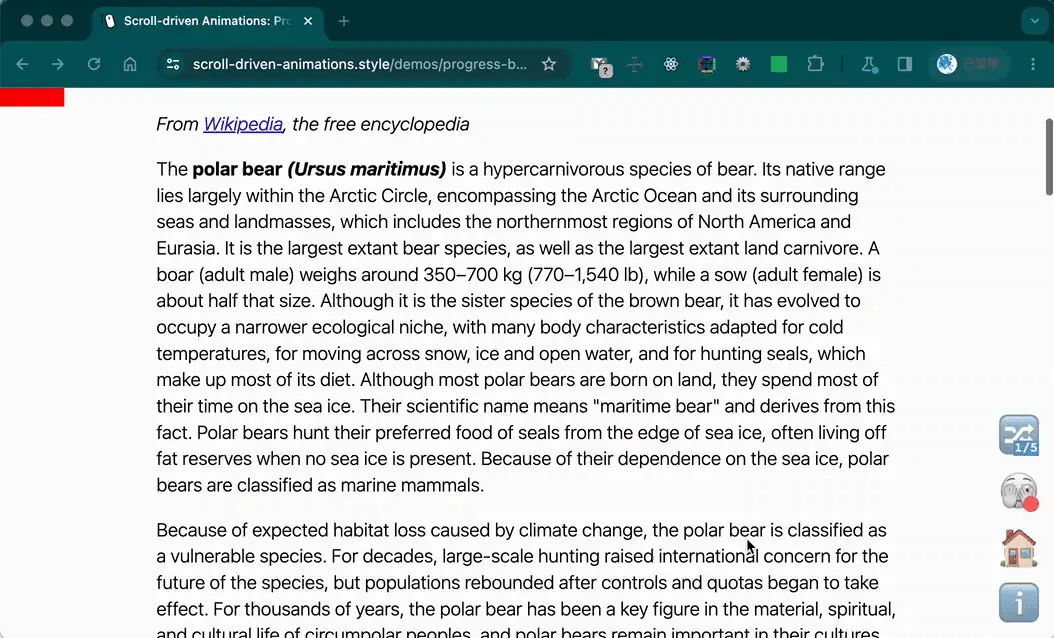 Scroll-driven Animations: Pr
scroll-driven-animations.style/demos/progress-b...
From Wikipedia, the free encyclopedia
The polar bear (Ursus maritimus) is a hypercarnivorous species of bear. Its native range
lies largely within the Arctic Circle, encompassing the Arctic Ocean and its surrounding
seas and landmasses, which includes the northernmost regions of North America and
Eurasia. It is the largest extant bear species, as well as the largest extant land carnivore. A
boar (adult male) weighs around 350–700 kg (770–1,540 lb), while a sow (adult female) is
about half that size. Although it is the sister species of the brown bear, it has evolved to
occupy a narrower ecological niche, with many body characteristics adapted for cold
temperatures, for moving across snow, ice and open water, and for hunting seals, which
make up most of its diet. Although most polar bears are born on land, they spend most of
their time on the sea ice. Their scientific name means "maritime bear" and derives from this
fact. Polar bears hunt their preferred food of seals from the edge of sea ice, often living off
fat reserves when no sea ice is present. Because of their dependence on the sea ice, polar
bears are classified as marine mammals.
1/5
Because of expected habitat loss caused by climate change, the polar bear is classified as
a vulnerable species. For decades, large-scale hunting raised international concern for the
future of the species, but populations rebounded after controls and quotas began to take
effect. For thousands of years, the polar bear has been a key figure in the material, spiritual,
and cultural life of circumpolar peoples, and polar bears remain important in their cultures.